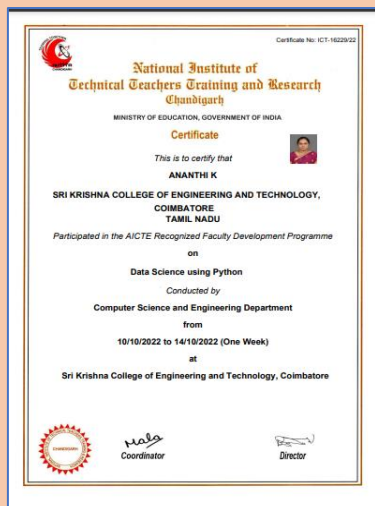 Certificate No: ICT-16229/22
National Institute of
Technical Teachers Training and Research
Chandigarh
MINISTRY OF EDUCATION, GOVERNMENT OF INDIA
Certificate
This is to certify that
ANANTHI K
SRI KRISHNA COLLEGE OF ENGINEERING AND TECHNOLOGY,
COIMBATORE
TAMIL NADU
Participated in the AICTE Recognized Faculty Development Programme
on
Data Science using Python
Conducted by
Computer Science and Engineering Department
from
10/10/2022 to 14/10/2022 (One Week)
at
Sri Krishna College of Engineering and Technology, Coimbatore
Mala
Coordinator
Director
CHANDIGARH